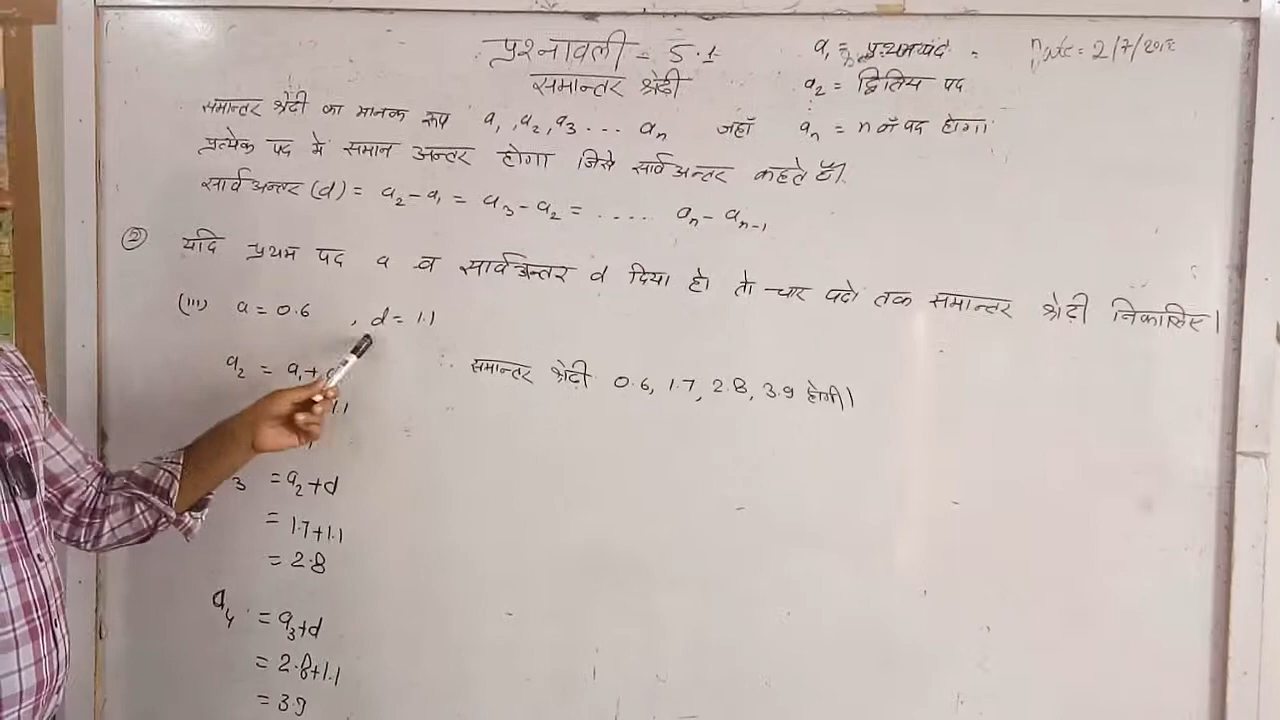 प्रश्नावली = 5.1
समान्तर श्रेढी
a₁ = प्रथम पद
a₂ = द्वितिय पद
समान्तर श्रेढी का मानक रूप a₁, a₂, a₃ ... aₙ जहाँ aₙ = n वाँ पद होगा
प्रत्येक पद में समान अन्तर होगा जिसे सार्वअन्तर कहते हैं।
सार्वअन्तर (d) = a₂ - a₁ = a₃ - a₂ = ..... aₙ - aₙ₋₁
② यदि प्रथम पद a व सार्वअन्तर d दिया हो तो चार पदो तक समान्तर श्रेढ़ी निकालिए।
(iii) a = 0.6 , d = 1.1
a₂ = a₁ +
1.1
∴ समान्तर श्रेढी 0.6, 1.7, 2.8, 3.9 होगी।
3 = a₂+d
= 1.7+1.1
= 2.8
a₄ = a₃+d
= 2.8+1.1
= 3.9